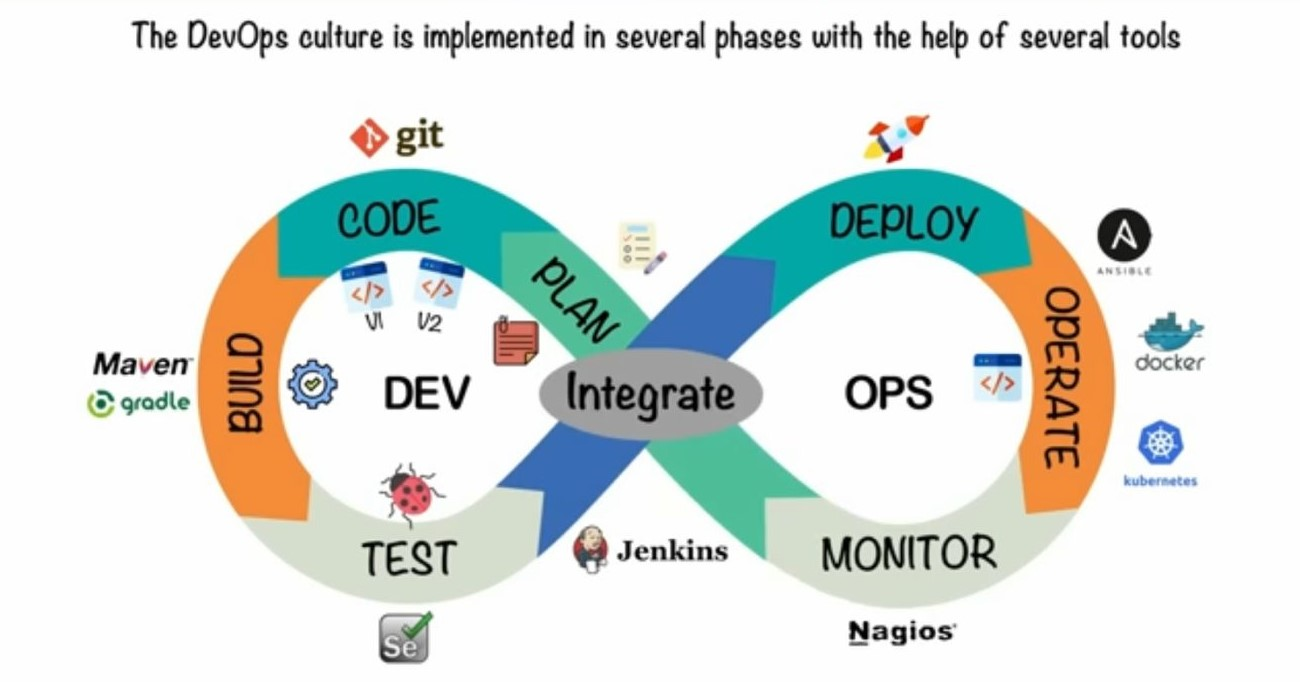 The DevOps culture is implemented in several phases with the help of several tools
git
CODE
DEPLOY
PLAN
</>
</>
V1
V2
ANSIBLE
Maven™
gradle
BUILD
DEV
Integrate
OPS
</>
OPERATE
docker
kubernetes
TEST
Jenkins
MONITOR
Se
Nagios®